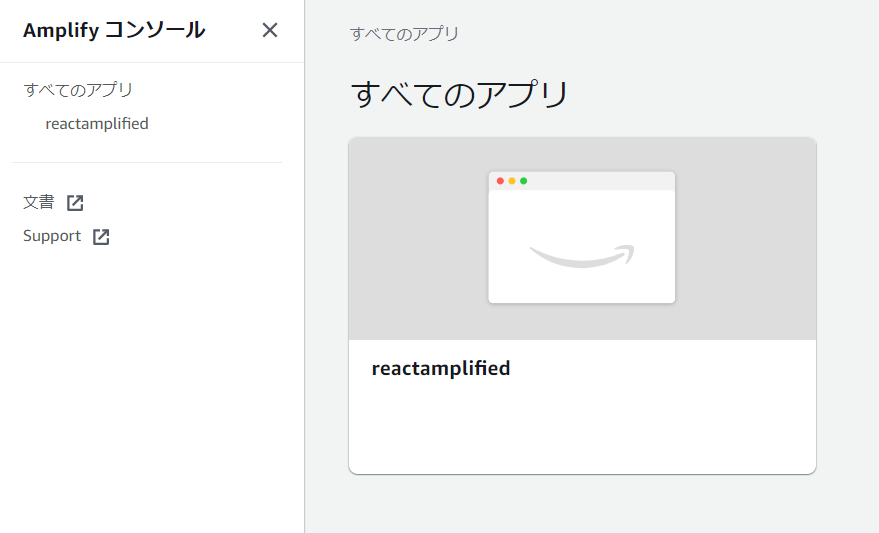 Amplify コンソール
すべてのアプリ
reactamplified
文書
Support
すべてのアプリ
すべてのアプリ
reactamplified